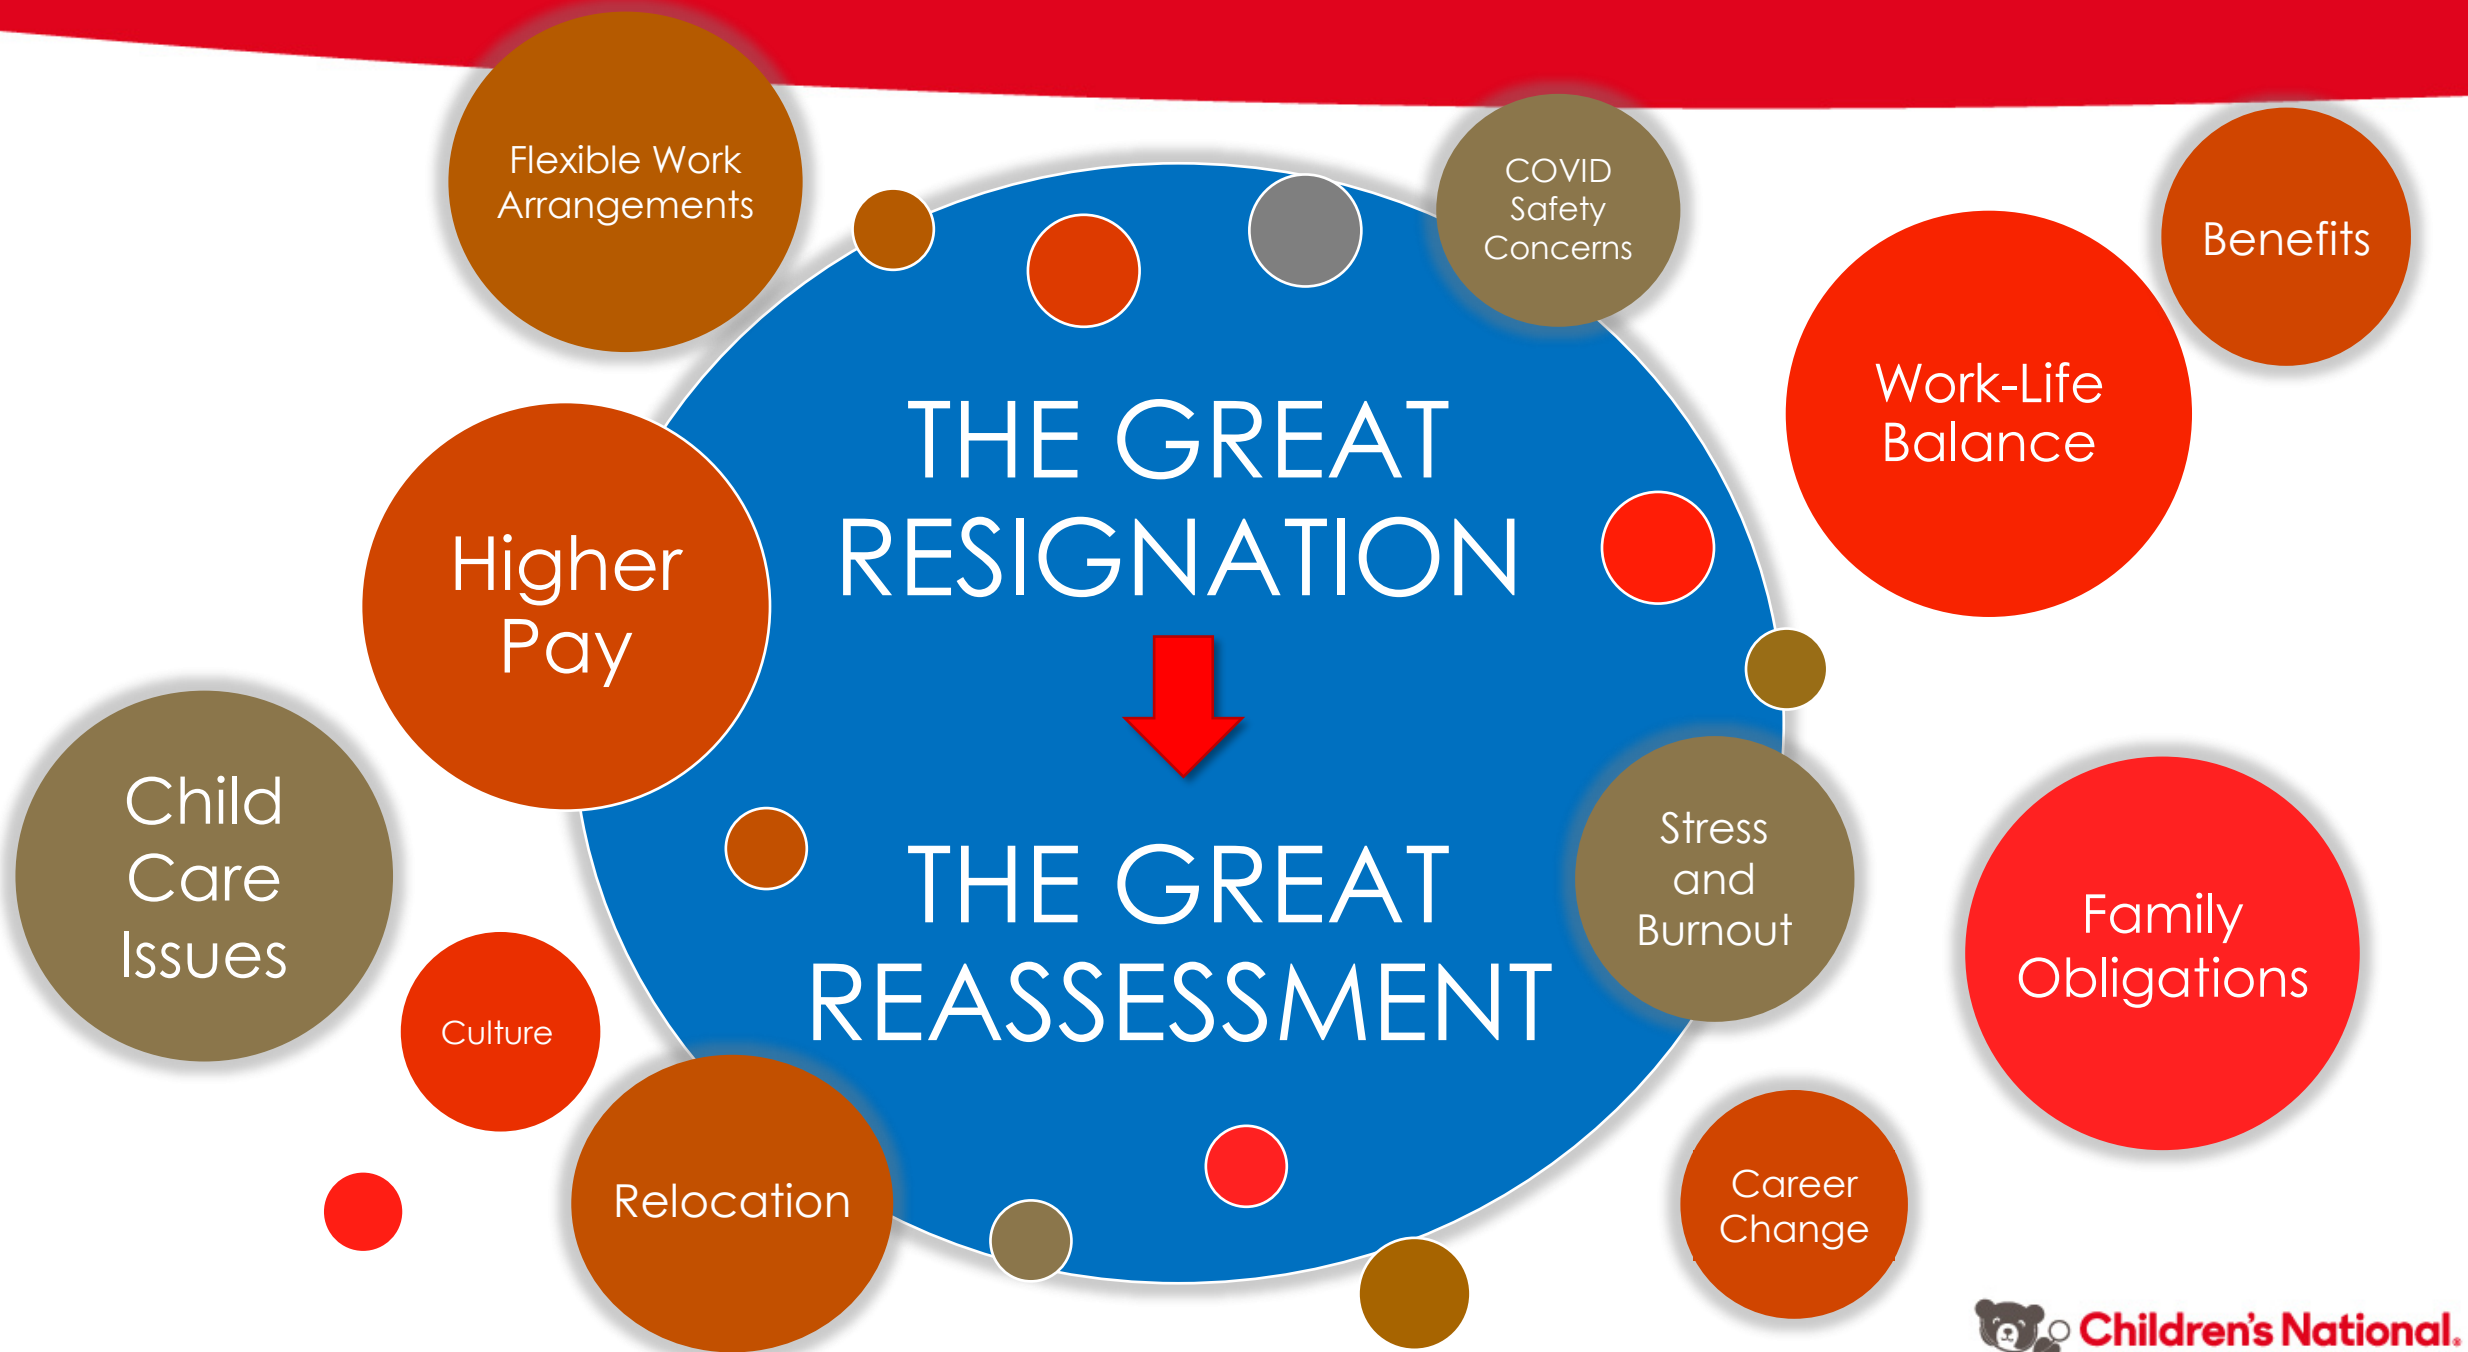 Flexible Work
Arrangements
COVID
Safety
Concerns
Benefits
Work-Life
Balance
THE GREAT
RESIGNATION
Higher
Pay
Child
Care
Issues
THE GREAT
REASSESSMENT
Stress
and
Burnout
Family
Obligations
Culture
Relocation
Career
Change
Children's National.